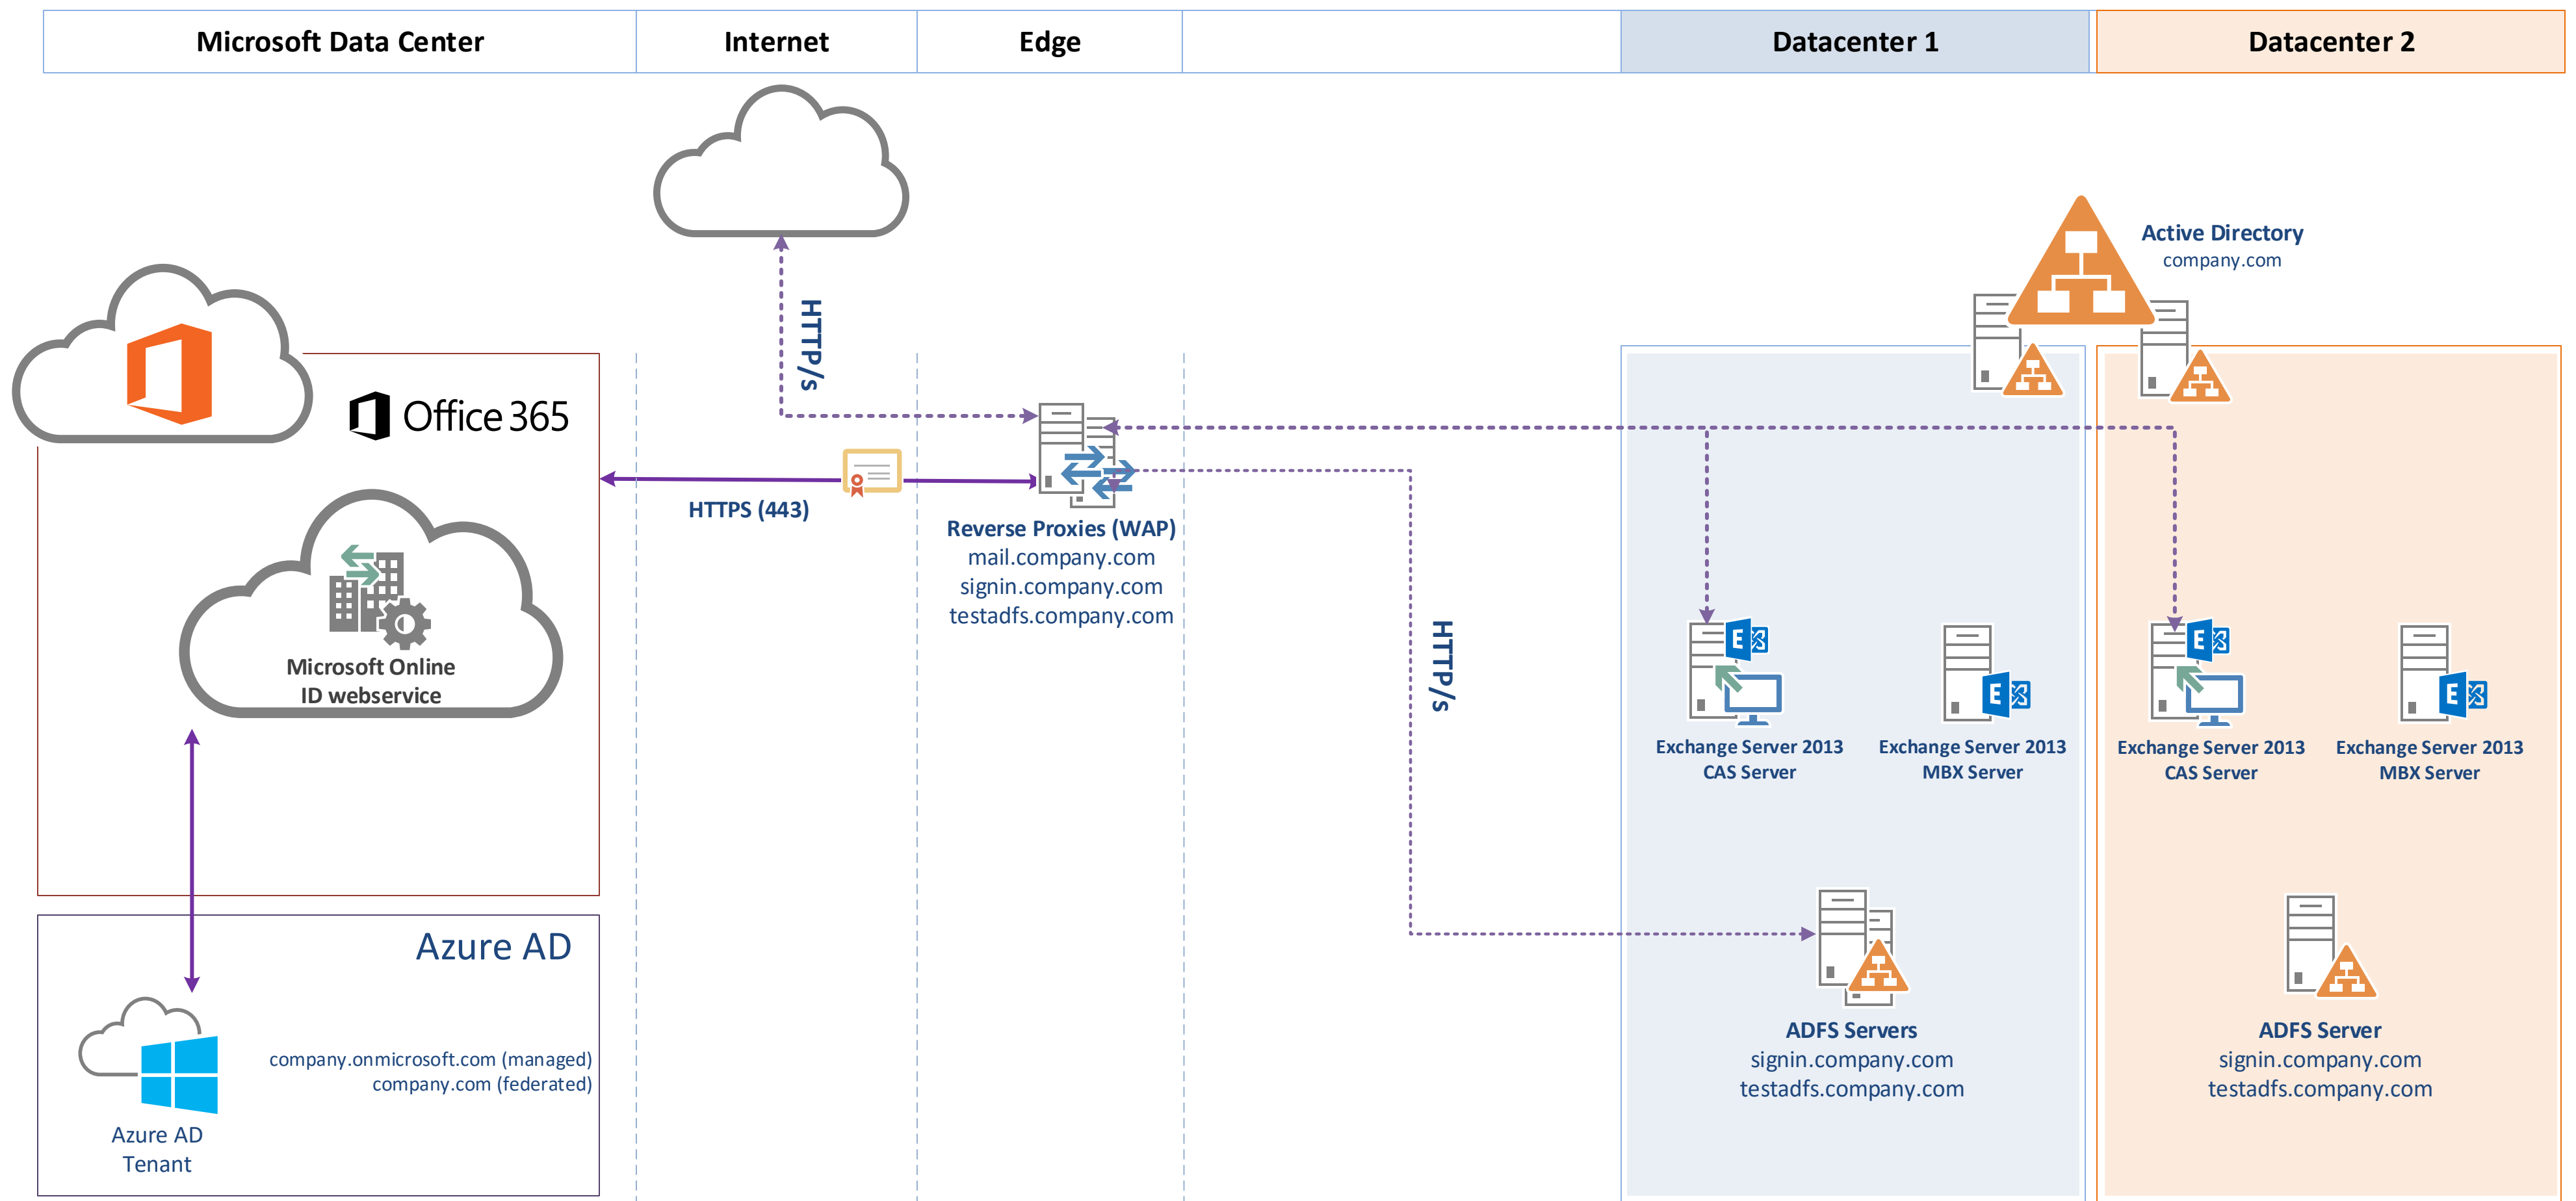 Microsoft Data Center
Internet
Edge
Datacenter 1
Datacenter 2
Active Directory
company.com
HTTP/s
Office 365
HTTPS (443)
Reverse Proxies (WAP)
mail.company.com
signin.company.com
testadfs.company.com
Microsoft Online
ID webservice
HTTP/s
E
Exchange Server 2013
CAS Server
E
Exchange Server 2013
MBX Server
E
Exchange Server 2013
CAS Server
E
Exchange Server 2013
MBX Server
Azure AD
company.onmicrosoft.com (managed)
company.com (federated)
Azure AD
Tenant
ADFS Servers
signin.company.com
testadfs.company.com
ADFS Server
signin.company.com
testadfs.company.com